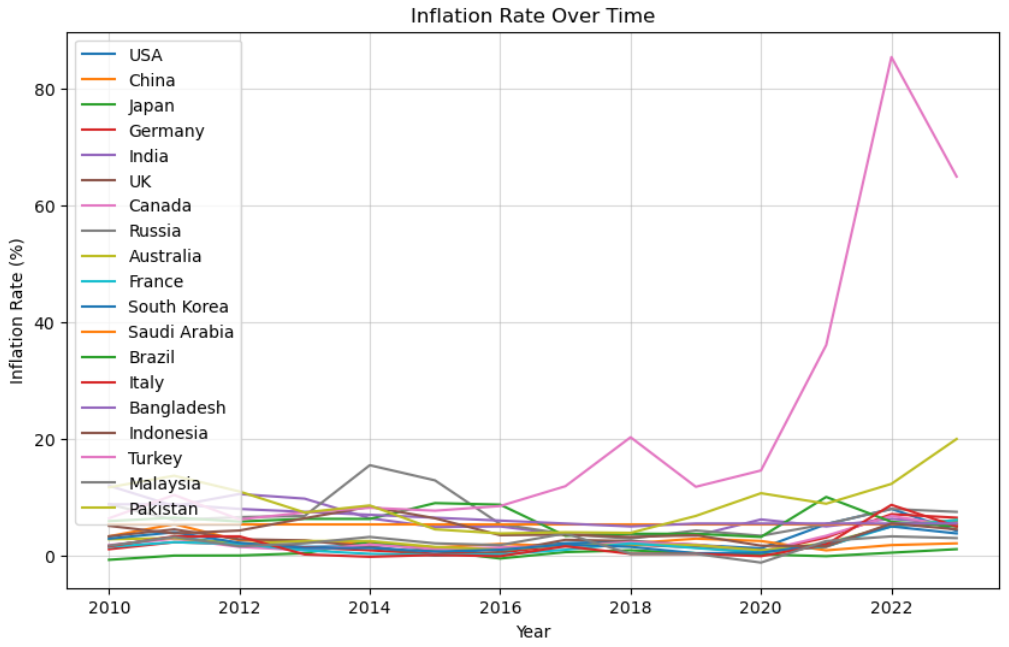 Inflation Rate Over Time
USA
China
Japan
Germany
India
UK
Canada
Russia
Australia
France
South Korea
Saudi Arabia
Brazil
Italy
Bangladesh
Indonesia
Turkey
Malaysia
Pakistan
Inflation Rate (%)
80
60
40
20
0
2010 2012 2014 2016 2018 2020 2022
Year